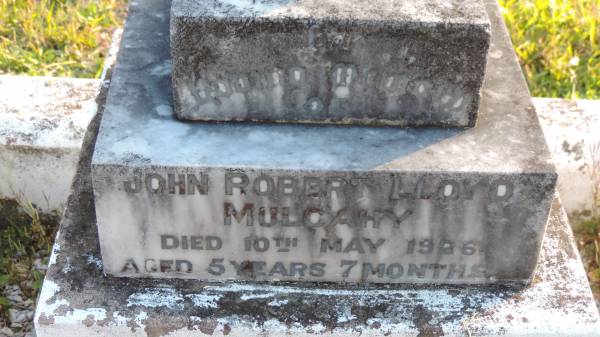 JOHN ROBERT LLOYD
MULCAHY
DIED 10TH MAY 1926
AGED 5 YEARS 7 MONTHS.